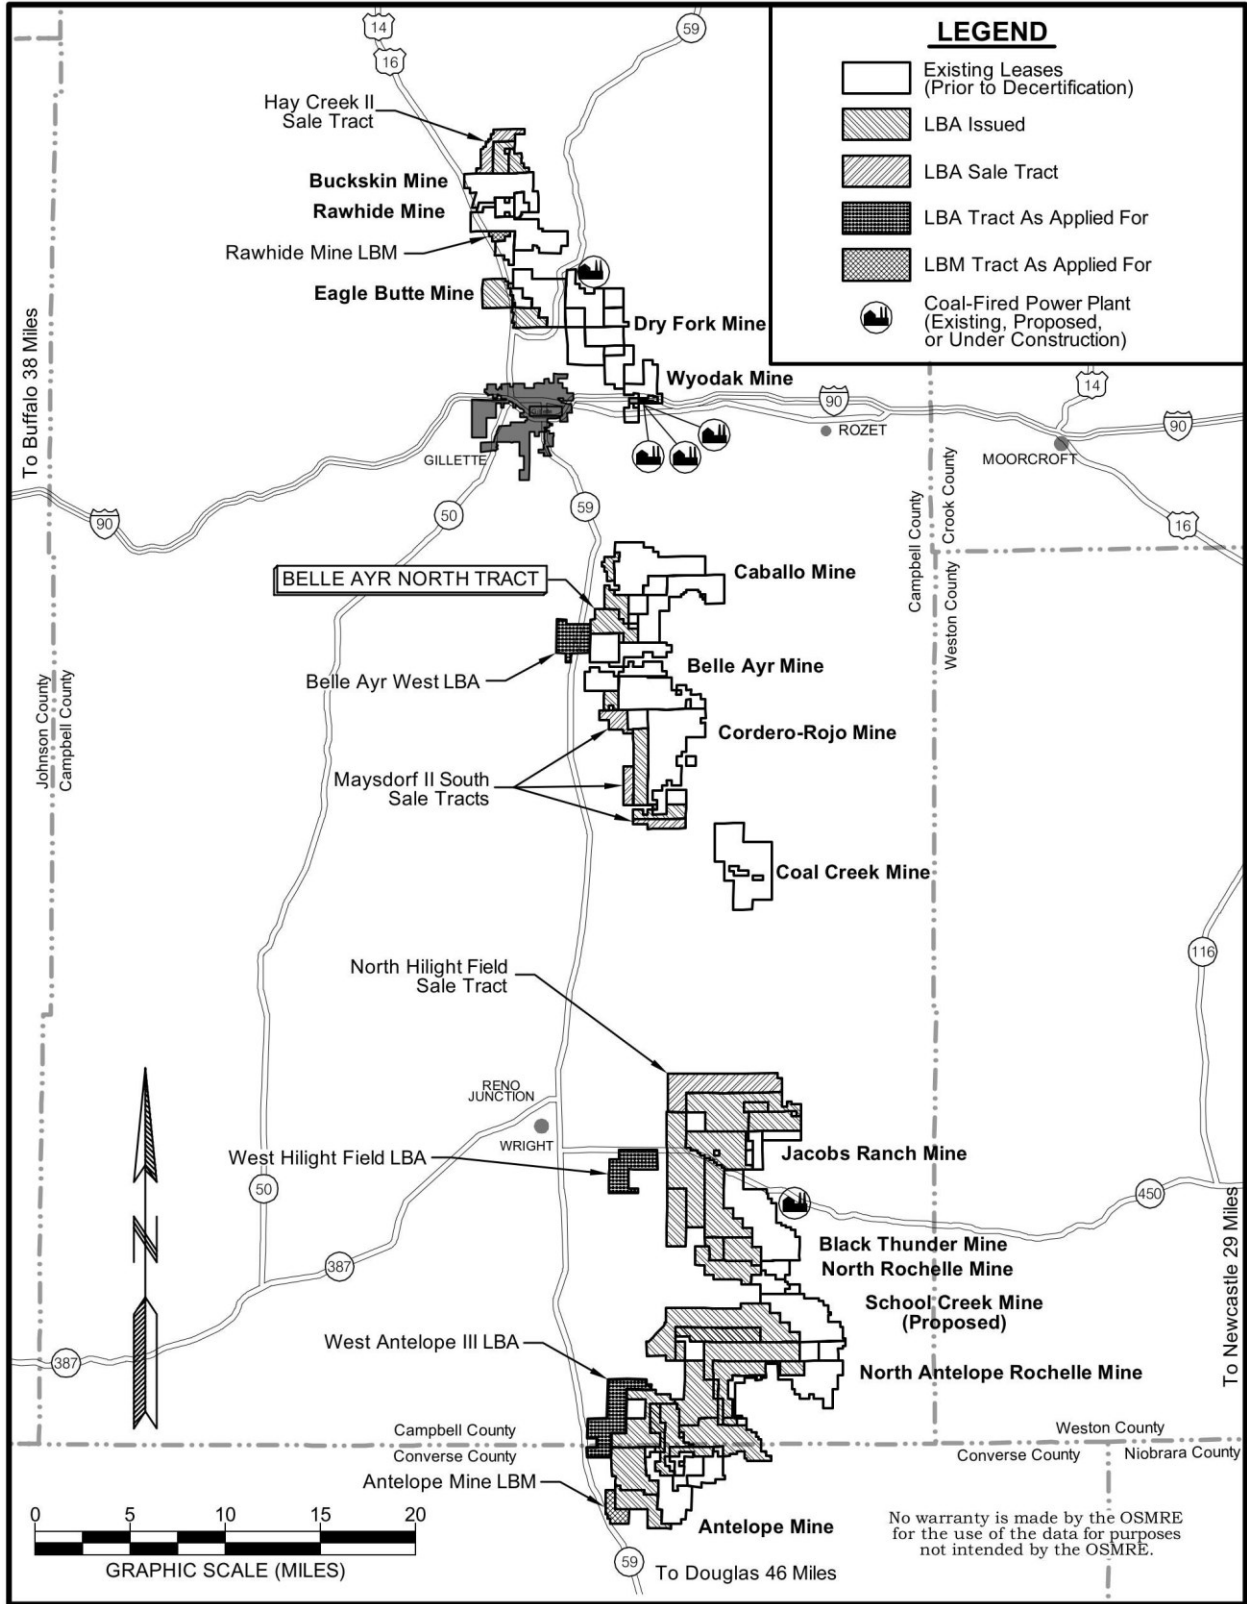 LEGEND
Existing Leases
(Prior to Decertification)
LBA Issued
LBA Sale Tract
LBA Tract As Applied For
LBM Tract As Applied For
Coal-Fired Power Plant
(Existing, Proposed,
or Under Construction)
14
16
59
Hay Creek II
Sale Tract
Buckskin Mine
Rawhide Mine
Rawhide Mine LBM
Eagle Butte Mine
Dry Fork Mine
Wyodak Mine
To Buffalo 38 Miles
14
90
ROZET
90
MOORCROFT
GILLETTE
90
50
59
16
Campbell County
Crook County
Weston County
BELLE AYR NORTH TRACT
Caballo Mine
Belle Ayr Mine
Belle Ayr West LBA
Johnson County
Campbell County
Cordero-Rojo Mine
Maysdorf II South
Sale Tracts
Coal Creek Mine
116
North Hilight Field
Sale Tract
RENO
JUNCTION
WRIGHT
West Hilight Field LBA
Jacobs Ranch Mine
50
450
387
Black Thunder Mine
North Rochelle Mine
School Creek Mine
(Proposed)
To Newcastle 29 Miles
West Antelope III LBA
387
North Antelope Rochelle Mine
N
Campbell County
Converse County
Weston County
Converse County
Niobrara County
Antelope Mine LBM
Antelope Mine
0 5 10 15 20
GRAPHIC SCALE (MILES)
59
To Douglas 46 Miles
No warranty is made by the OSMRE
for the use of the data for purposes
not intended by the OSMRE.